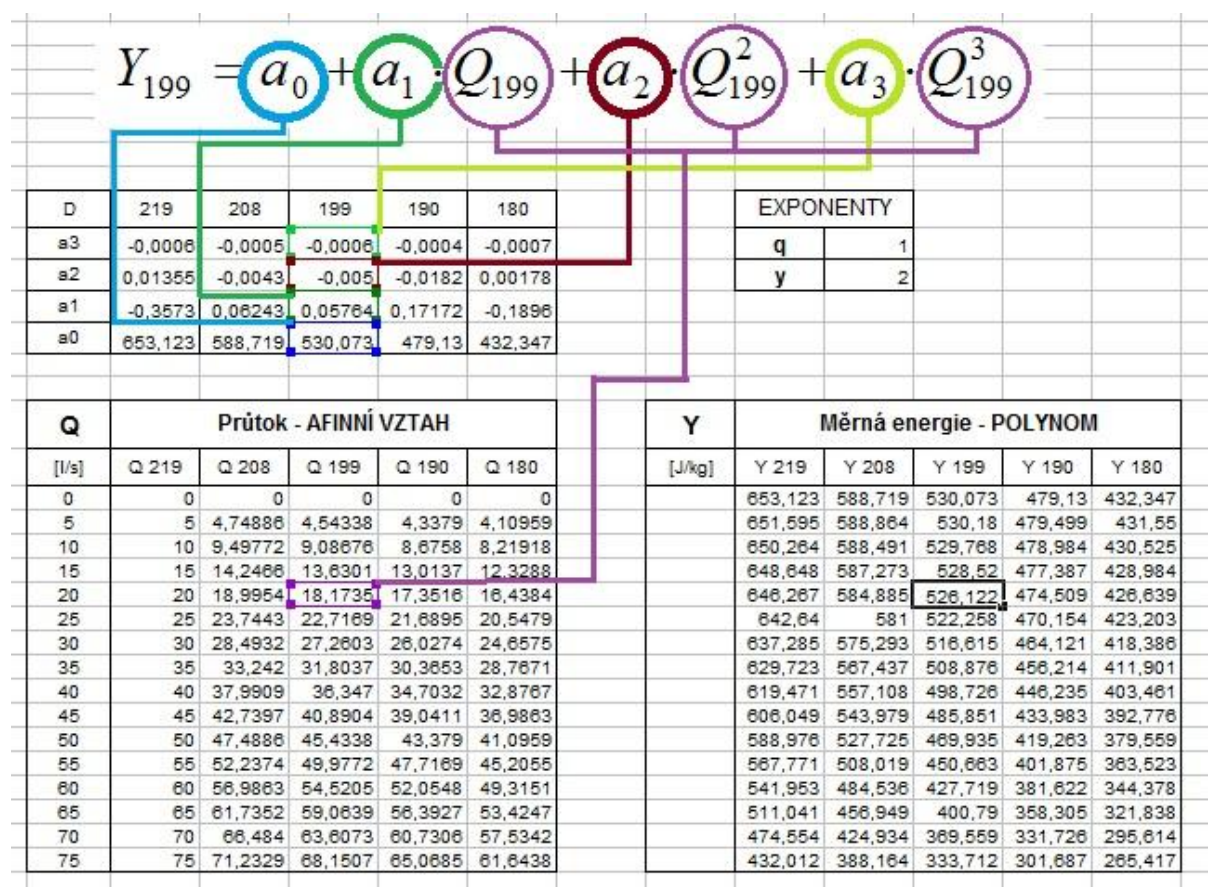 Y199 = a0 + a1 · Q199 + a2 · Q²199 + a3 · Q³199
D 219 208 199 190 180
a3 -0,0006 -0,0005 -0,0006 -0,0004 -0,0007
a2 0,01355 -0,0043 -0,005 -0,0182 0,00178
a1 -0,3573 0,06243 0,05764 0,17172 -0,1896
a0 653,123 588,719 530,073 479,13 432,347
EXPONENTY
q 1
y 2
Q Průtok - AFINNÍ VZTAH
[l/s] Q 219 Q 208 Q 199 Q 190 Q 180
0 0 0 0 0 0
5 5 4,74886 4,54338 4,3379 4,10959
10 10 9,49772 9,08676 8,6758 8,21918
15 15 14,2466 13,6301 13,0137 12,3288
20 20 18,9954 18,1735 17,3516 16,4384
25 25 23,7443 22,7169 21,6895 20,5479
30 30 28,4932 27,2603 26,0274 24,6575
35 35 33,242 31,8037 30,3653 28,7671
40 40 37,9909 36,347 34,7032 32,8767
45 45 42,7397 40,8904 39,0411 36,9863
50 50 47,4886 45,4338 43,379 41,0959
55 55 52,2374 49,9772 47,7169 45,2055
60 60 56,9863 54,5205 52,0548 49,3151
65 65 61,7352 59,0639 56,3927 53,4247
70 70 66,484 63,6073 60,7306 57,5342
75 75 71,2329 68,1507 65,0685 61,6438
Y Měrná energie - POLYNOM
[J/kg] Y 219 Y 208 Y 199 Y 190 Y 180
653,123 588,719 530,073 479,13 432,347
651,595 588,864 530,18 479,499 431,55
650,264 588,491 529,768 478,984 430,525
648,648 587,273 528,52 477,387 428,984
646,267 584,885 526,122 474,509 426,639
642,64 581 522,258 470,154 423,203
637,285 575,293 516,615 464,121 418,386
629,723 567,437 508,876 456,214 411,901
619,471 557,108 498,726 446,235 403,461
606,049 543,979 485,851 433,983 392,776
588,976 527,725 469,935 419,263 379,559
567,771 508,019 450,663 401,875 363,523
541,953 484,536 427,719 381,622 344,378
511,041 456,949 400,79 358,305 321,838
474,554 424,934 369,559 331,726 295,614
432,012 388,164 333,712 301,687 265,417